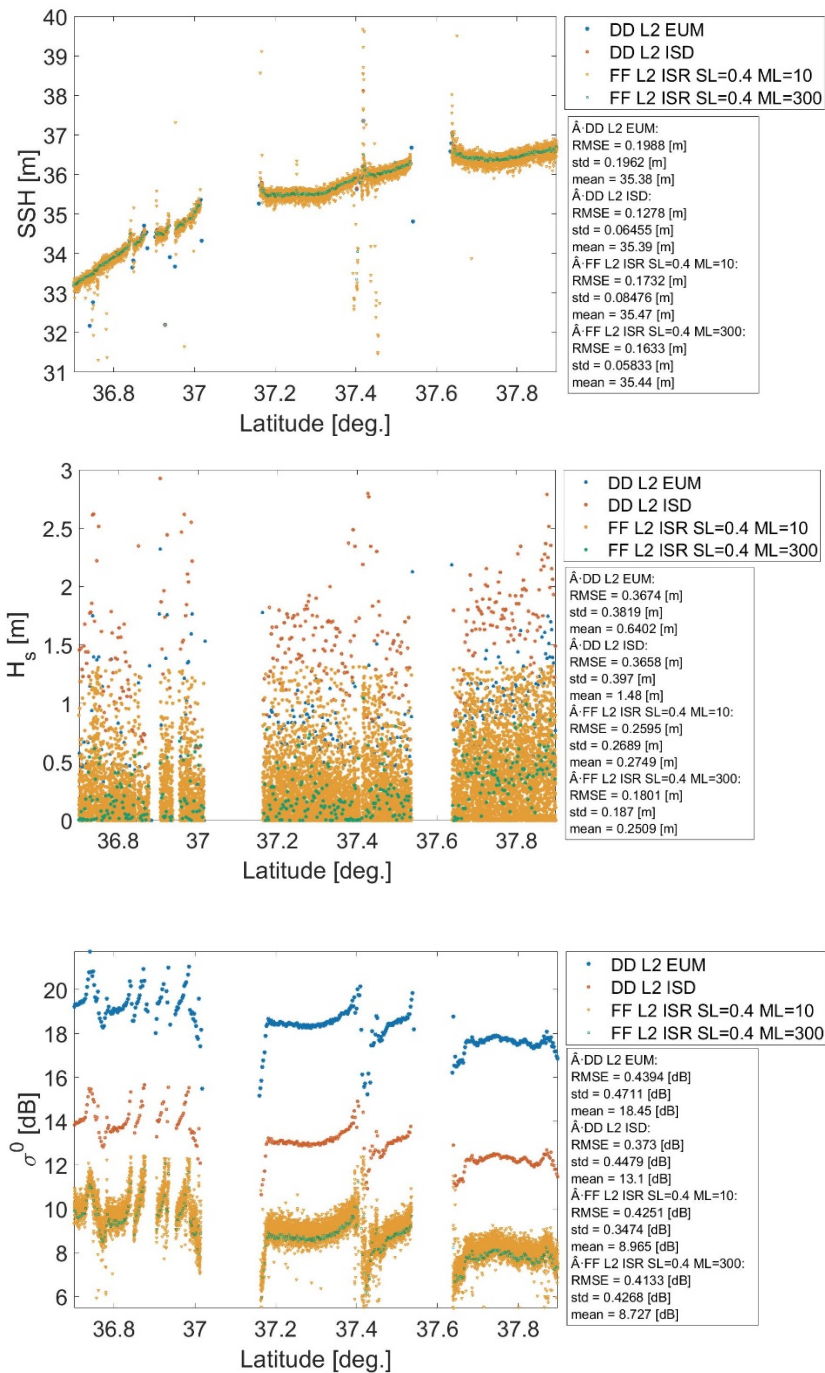 40
39
38
37
36
35
34
33
32
31
SSH [m]
36.8
37
37.2
37.4
37.6
37.8
Latitude [deg.]
DD L2 EUM
DD L2 ISD
FF L2 ISR SL=0.4 ML=10
FF L2 ISR SL=0.4 ML=300
Â·DD L2 EUM:
RMSE = 0.1988 [m]
std = 0.1962 [m]
mean = 35.38 [m]
Â·DD L2 ISD:
RMSE = 0.1278 [m]
std = 0.06455 [m]
mean = 35.39 [m]
Â·FF L2 ISR SL=0.4 ML=10:
RMSE = 0.1732 [m]
std = 0.08476 [m]
mean = 35.47 [m]
Â·FF L2 ISR SL=0.4 ML=300:
RMSE = 0.1633 [m]
std = 0.05833 [m]
mean = 35.44 [m]
3
2.5
2
1.5
1
0.5
0
H_s [m]
36.8
37
37.2
37.4
37.6
37.8
Latitude [deg.]
DD L2 EUM
DD L2 ISD
FF L2 ISR SL=0.4 ML=10
FF L2 ISR SL=0.4 ML=300
Â·DD L2 EUM:
RMSE = 0.3674 [m]
std = 0.3819 [m]
mean = 0.6402 [m]
Â·DD L2 ISD:
RMSE = 0.3658 [m]
std = 0.397 [m]
mean = 1.48 [m]
Â·FF L2 ISR SL=0.4 ML=10:
RMSE = 0.2595 [m]
std = 0.2689 [m]
mean = 0.2749 [m]
Â·FF L2 ISR SL=0.4 ML=300:
RMSE = 0.1801 [m]
std = 0.187 [m]
mean = 0.2509 [m]
20
18
16
14
12
10
8
6
σ⁰ [dB]
36.8
37
37.2
37.4
37.6
37.8
Latitude [deg.]
DD L2 EUM
DD L2 ISD
FF L2 ISR SL=0.4 ML=10
FF L2 ISR SL=0.4 ML=300
Â·DD L2 EUM:
RMSE = 0.4394 [dB]
std = 0.4711 [dB]
mean = 18.45 [dB]
Â·DD L2 ISD:
RMSE = 0.373 [dB]
std = 0.4479 [dB]
mean = 13.1 [dB]
Â·FF L2 ISR SL=0.4 ML=10:
RMSE = 0.4251 [dB]
std = 0.3474 [dB]
mean = 8.965 [dB]
Â·FF L2 ISR SL=0.4 ML=300:
RMSE = 0.4133 [dB]
std = 0.4268 [dB]
mean = 8.727 [dB]